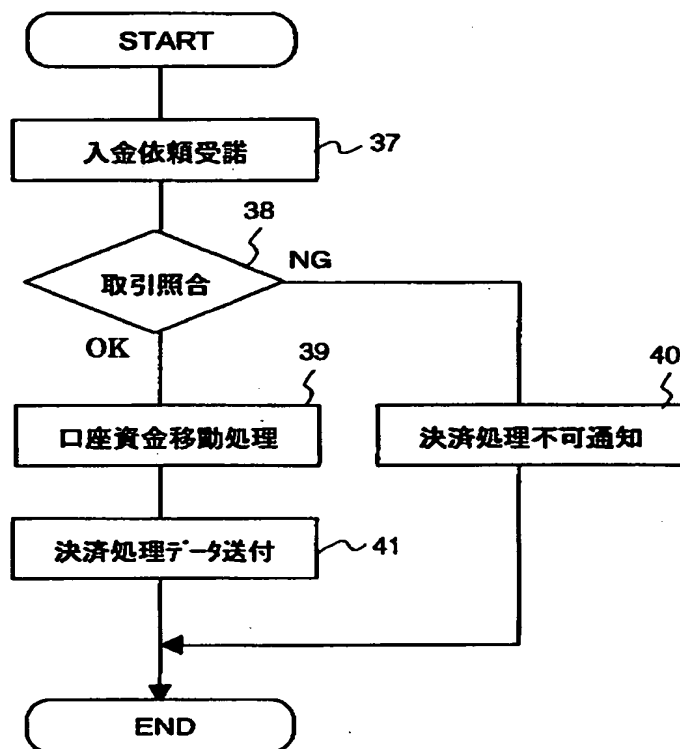 START
入金依頼受諾
37
38
取引照合
NG
OK
39
40
口座資金移動処理
決済処理不可通知
決済処理データ送付
41
END